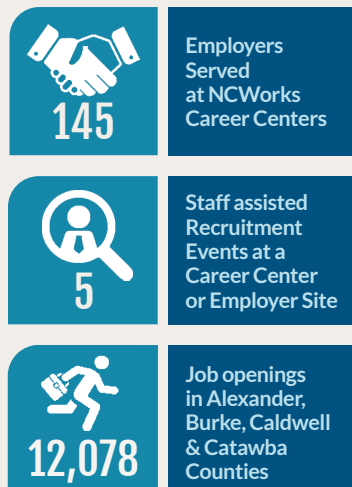 145
Employers
Served
at NCWorks
Career Centers
5
Staff assisted
Recruitment
Events at a
Career Center
or Employer Site
12,078
Job openings
in Alexander,
Burke, Caldwell
& Catawba
Counties